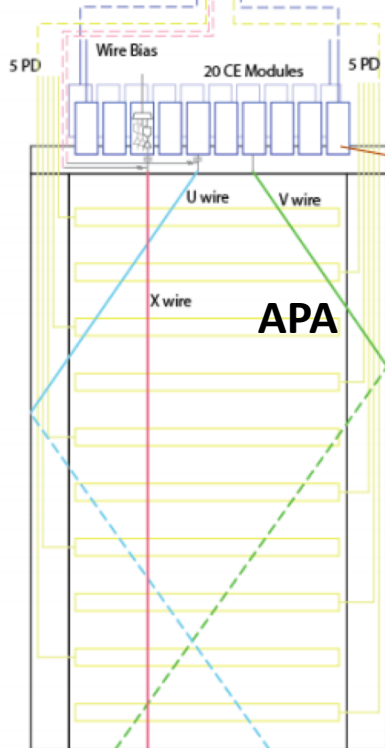 Wire Bias
5 PD
20 CE Modules
5 PD
U wire
V wire
X wire
APA